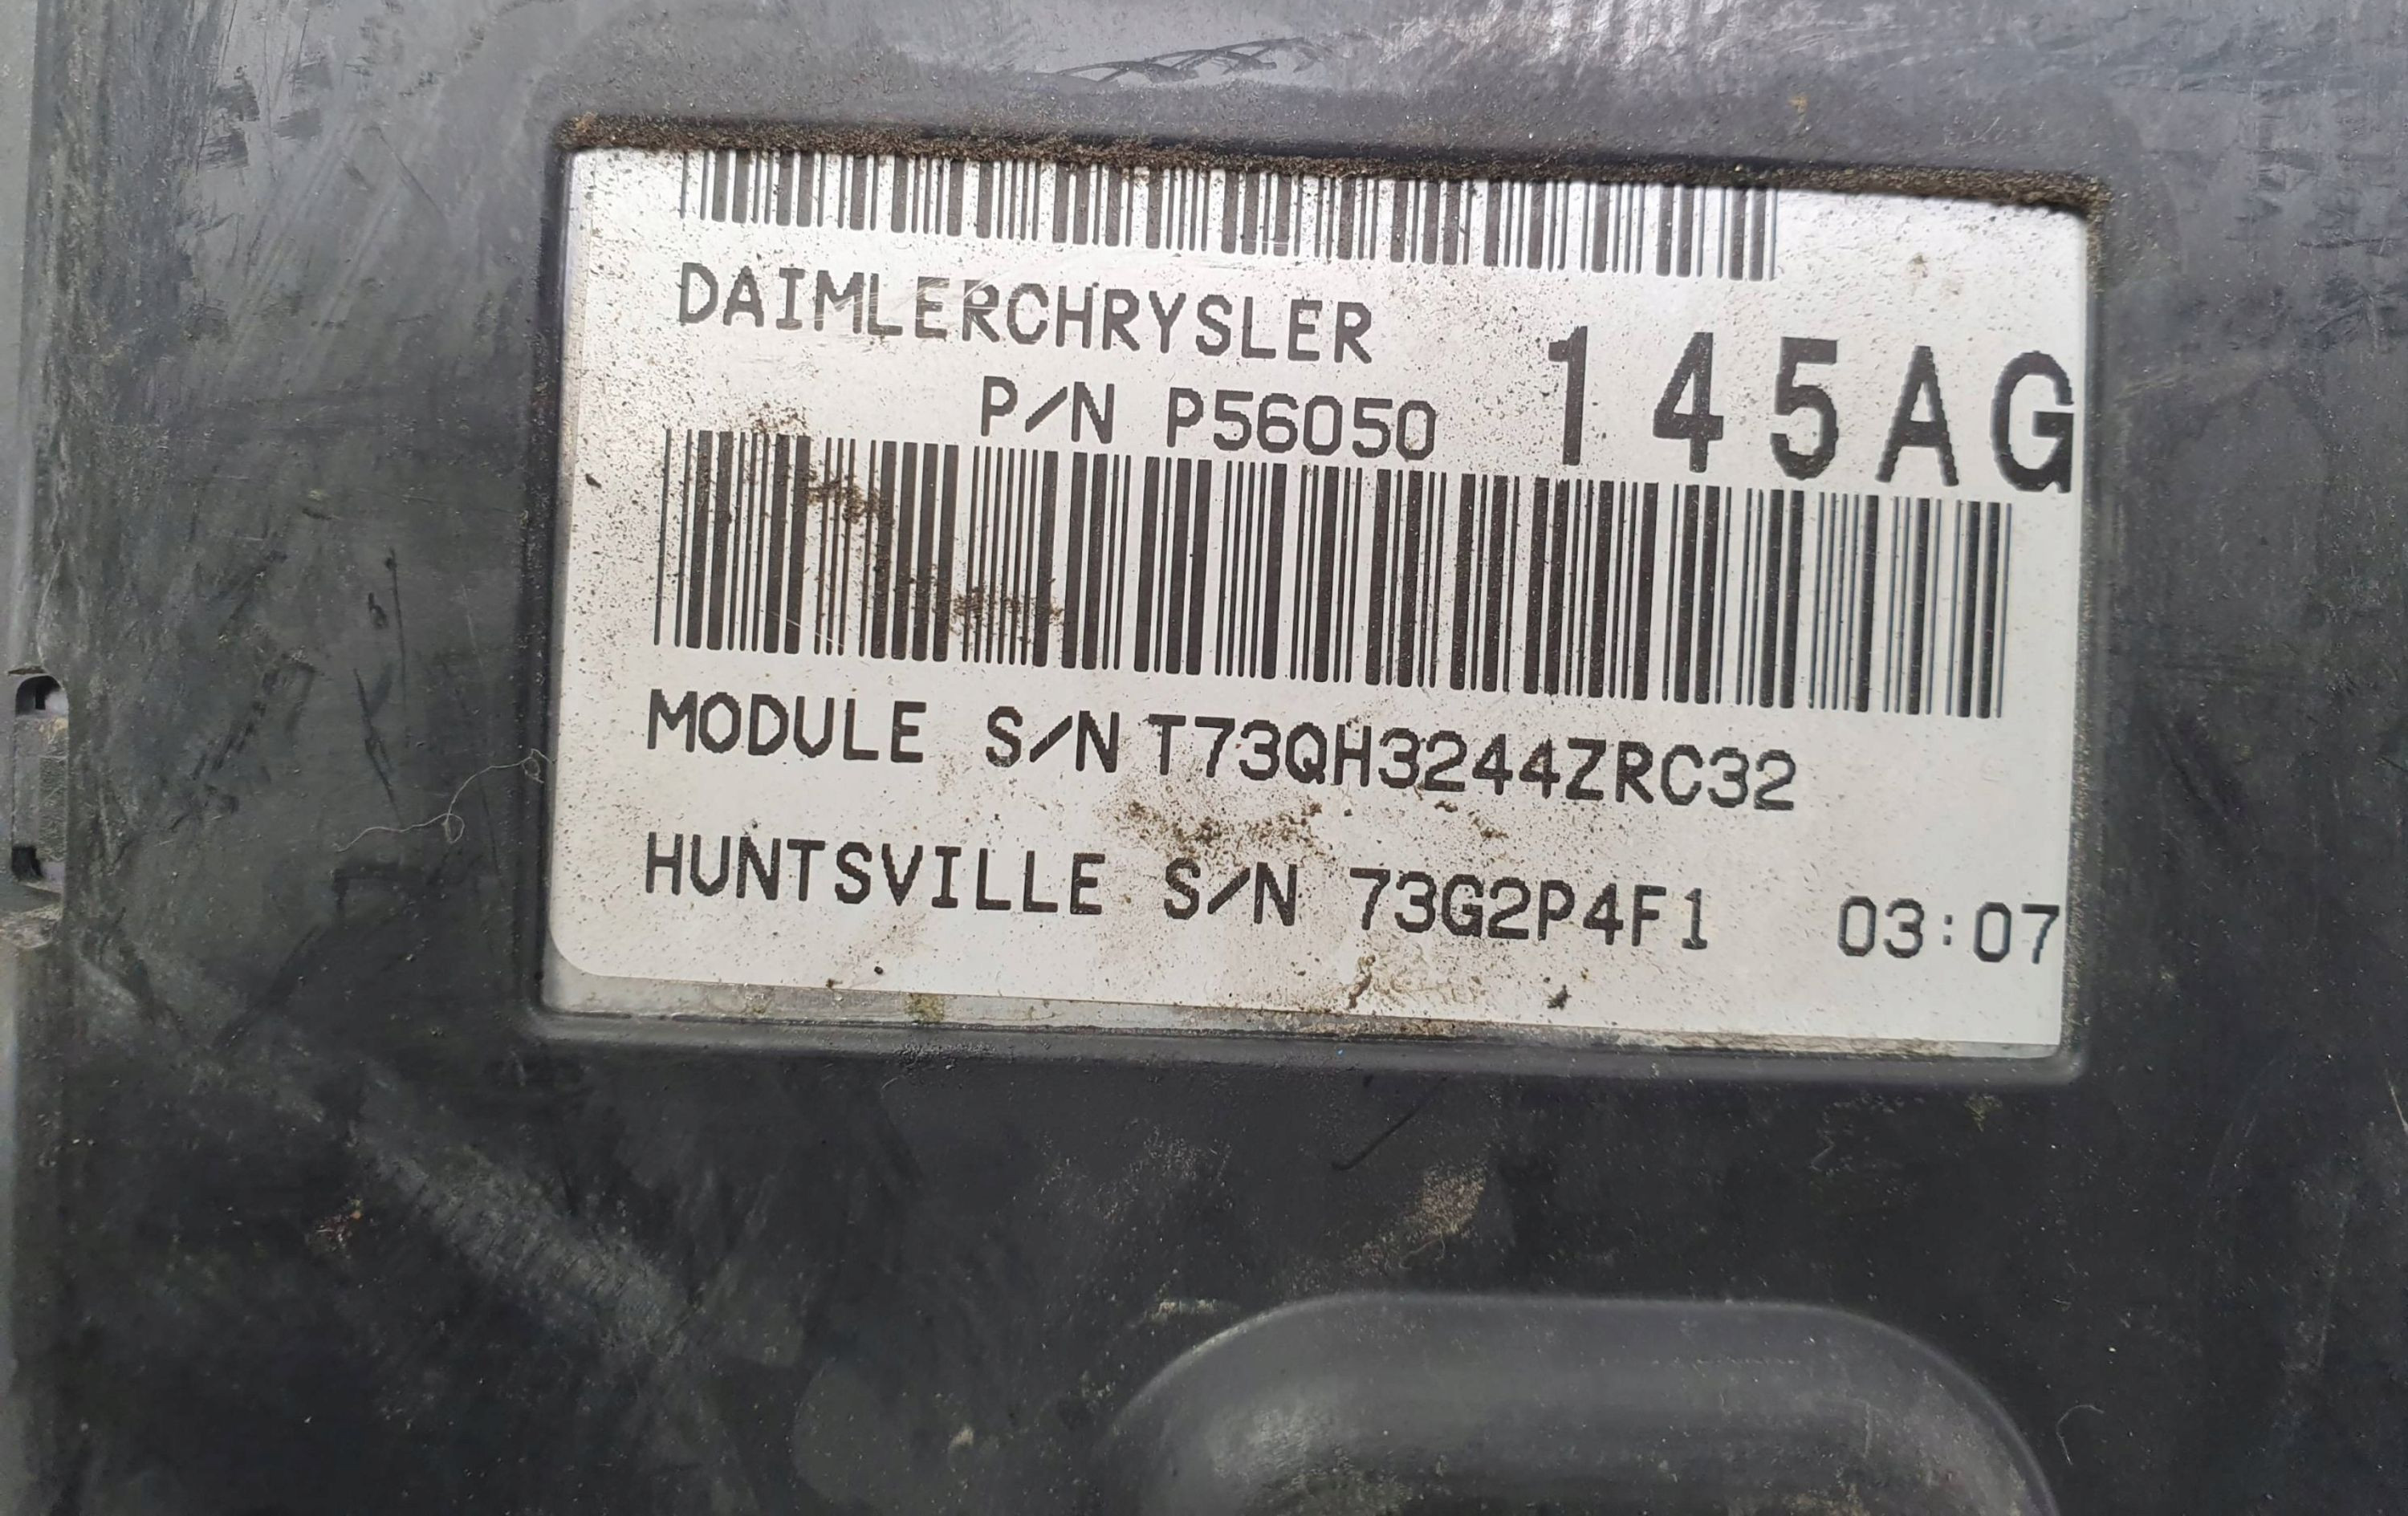 DAIMLERCHRYSLER
P/N P56050 145AG
MODULE S/N T73QH3244ZRC32
HUNTSVILLE S/N 73G2P4F1 03:07